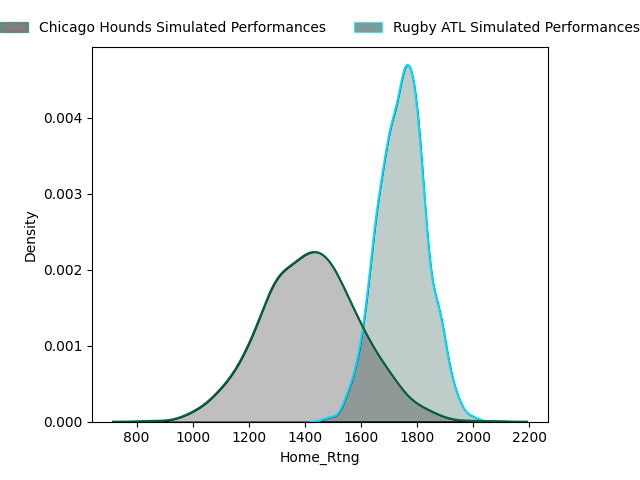 Chicago Hounds Simulated Performances Rugby ATL Simulated Performances
0.004
0.003
0.002
0.001
0.000
Density
800 1000 1200 1400 1600 1800 2000 2200
Home_Rtng